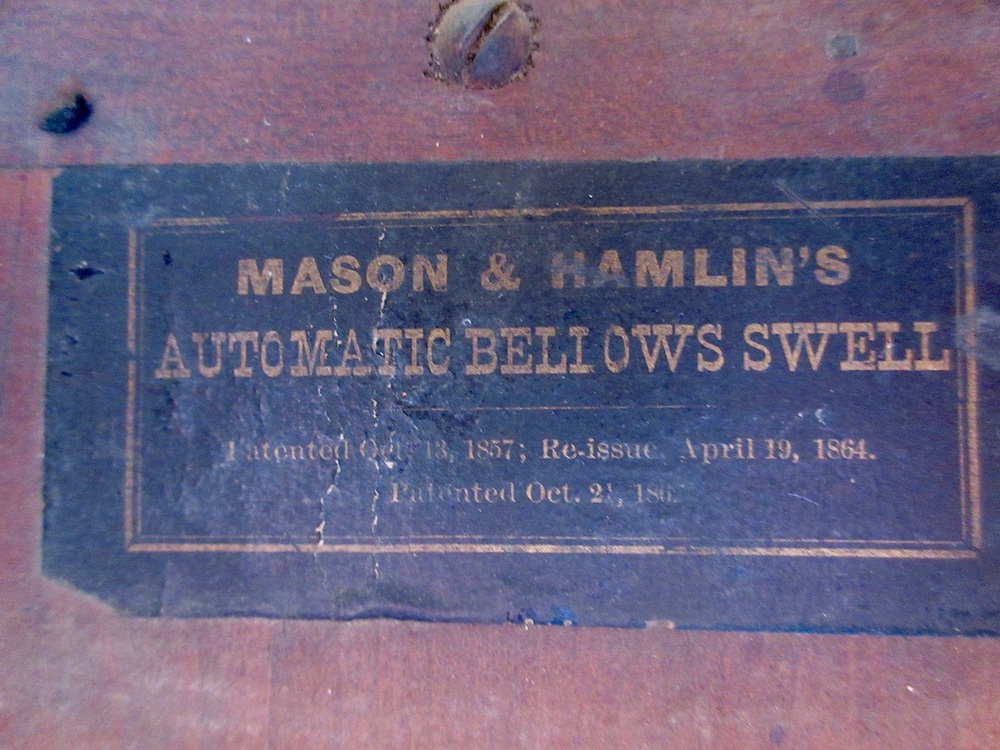 MASON & HAMLIN'S
AUTOMATIC BELLOWS SWELL
Patented Oct. 13, 1857; Re-issue April 19, 1864.
Patented Oct.